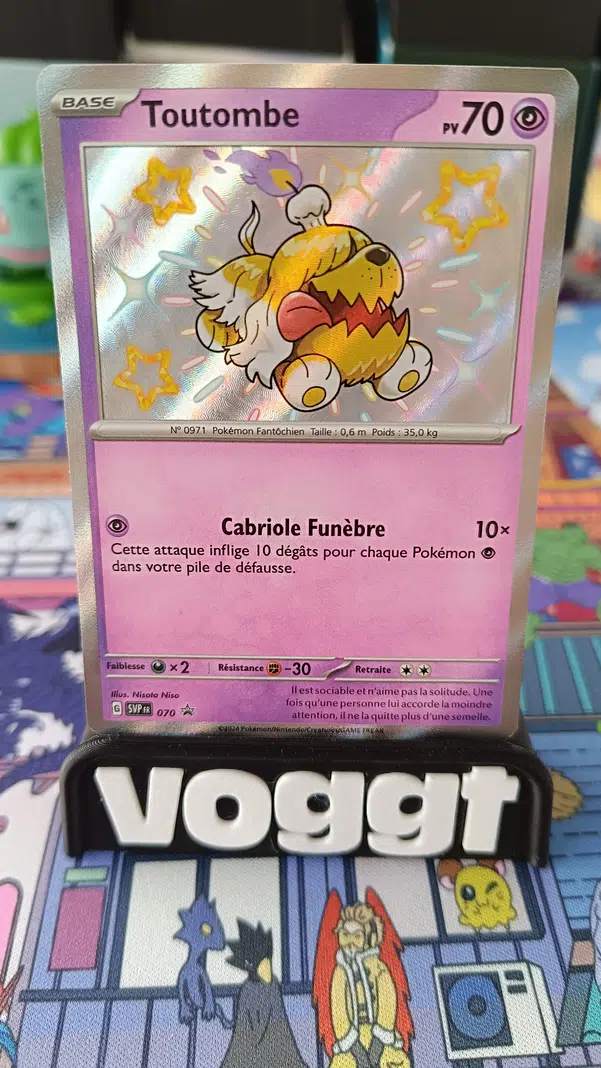 BASE Toutombe PV 70
N° 0971 Pokémon Fantôchien Taille : 0,6 m Poids : 35,0 kg
Cabriole Funèbre 10×
Cette attaque inflige 10 dégâts pour chaque Pokémon
dans votre pile de défausse.
Faiblesse ×2 Résistance -30 Retraite
Illus. Nisota Niso
Il est sociable et n'aime pas la solitude. Une
fois qu'une personne lui accorde la moindre
attention, il ne la quitte plus d'une semelle.
G SVP FR 070
©2024 Pokémon/Nintendo/Creatures/GAME FREAK
voggt